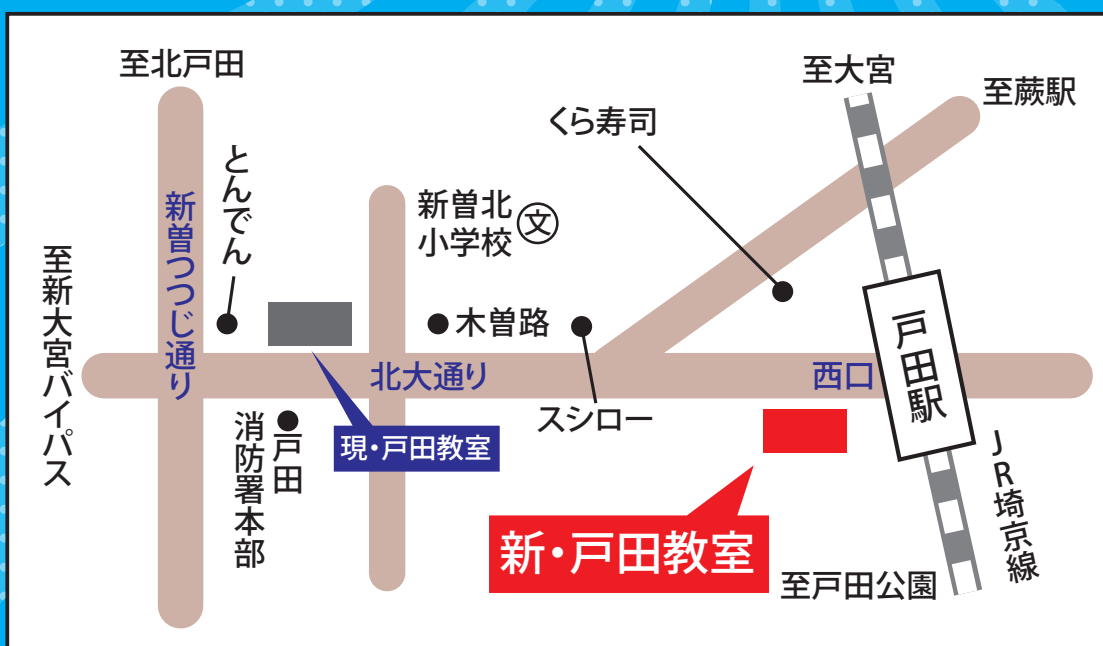 至北戸田
至大宮
至蕨駅
くら寿司
とんでん
新曽つつじ通り
新曽北
小学校
文
至新大宮バイパス
木曽路
北大通り
西口
戸田駅
スシロー
戸田
消防署本部
現・戸田教室
新・戸田教室
JR埼京線
至戸田公園